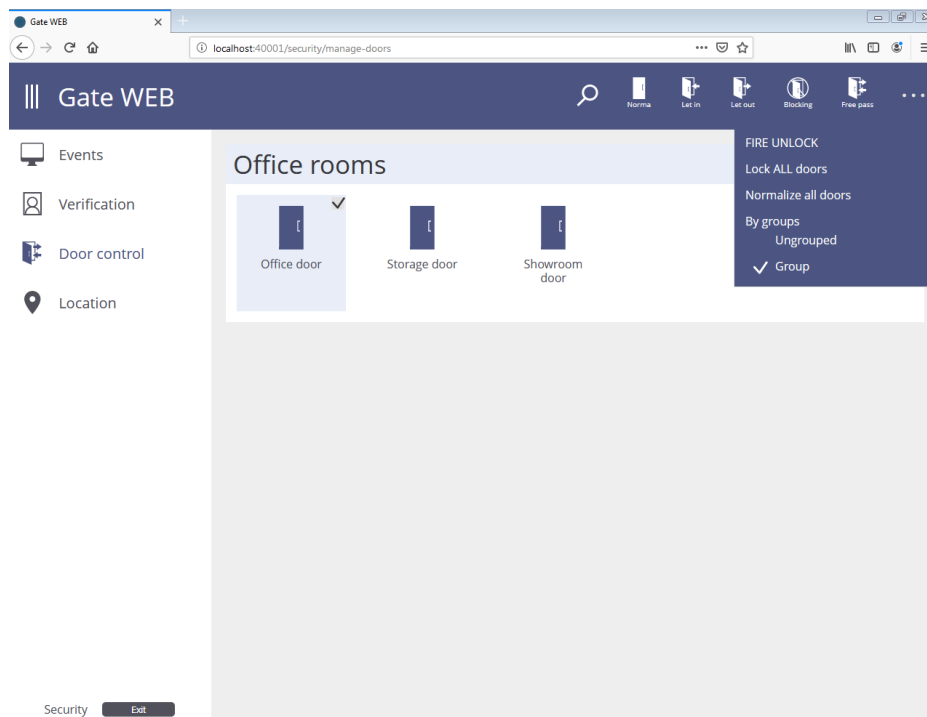 Gate WEB
localhost:40001/security/manage-doors
Gate WEB
Norma
Let in
Let out
Blocking
Free pass
FIRE UNLOCK
Lock ALL doors
Normalize all doors
By groups
Ungrouped
Group
Events
Verification
Door control
Location
Office rooms
Office door
Storage door
Showroom
door
Security
Exit